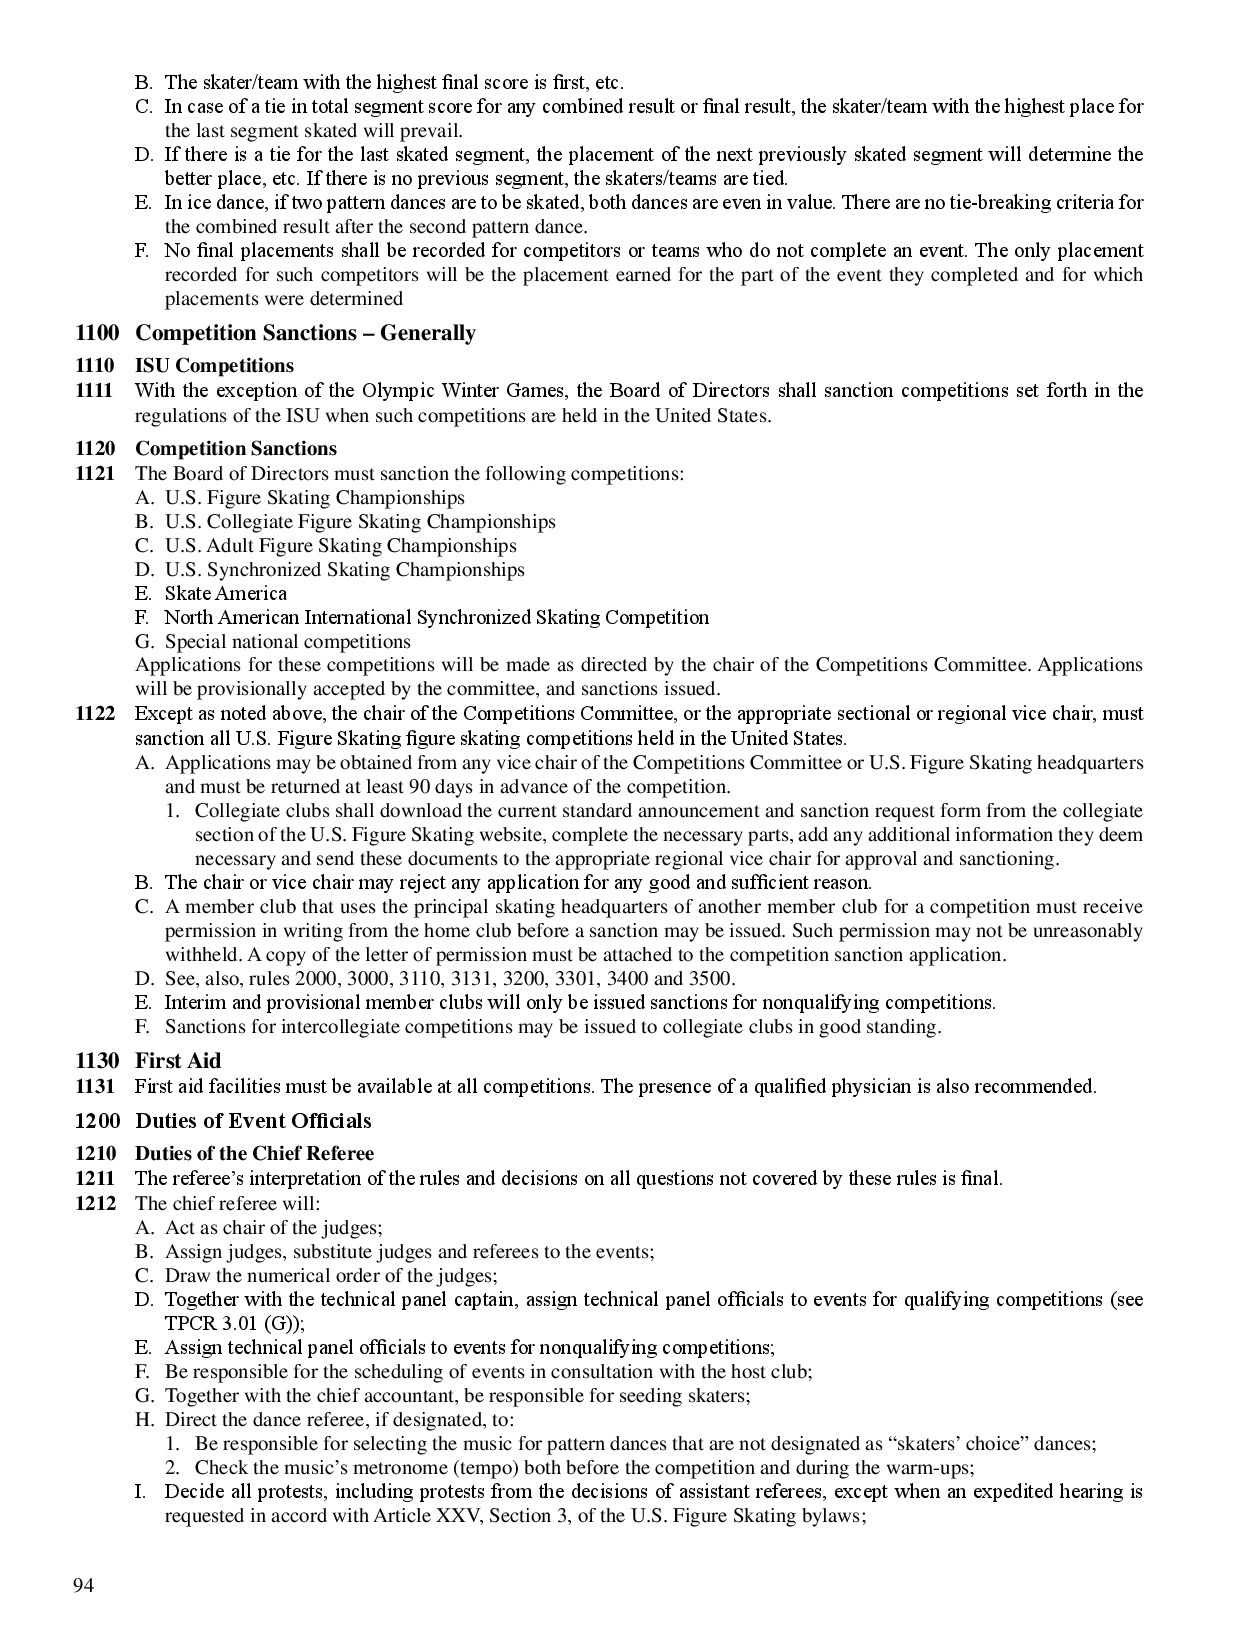 B. The skater/team with the highest final score is first, etc.
C. In case of a tie in total segment score for any combined result or final result, the skater/team with the highest place for
the last segment skated will prevail.
D. If there is a tie for the last skated segment, the placement of the next previously skated segment will determine the
better place, etc. If there is no previous segment, the skaters/teams are tied.
E. In ice dance, if two pattern dances are to be skated, both dances are even in value. There are no tie-breaking criteria for
the combined result after the second pattern dance.
F. No final placements shall be recorded for competitors or teams who do not complete an event. The only placement
recorded for such competitors will be the placement earned for the part of the event they completed and for which
placements were determined
1100 Competition Sanctions – Generally
1110 ISU Competitions
1111 With the exception of the Olympic Winter Games, the Board of Directors shall sanction competitions set forth in the
regulations of the ISU when such competitions are held in the United States.
1120 Competition Sanctions
1121 The Board of Directors must sanction the following competitions:
A. U.S. Figure Skating Championships
B. U.S. Collegiate Figure Skating Championships
C. U.S. Adult Figure Skating Championships
D. U.S. Synchronized Skating Championships
E. Skate America
F. North American International Synchronized Skating Competition
G. Special national competitions
Applications for these competitions will be made as directed by the chair of the Competitions Committee. Applications
will be provisionally accepted by the committee, and sanctions issued.
1122 Except as noted above, the chair of the Competitions Committee, or the appropriate sectional or regional vice chair, must
sanction all U.S. Figure Skating figure skating competitions held in the United States.
A. Applications may be obtained from any vice chair of the Competitions Committee or U.S. Figure Skating headquarters
and must be returned at least 90 days in advance of the competition.
1. Collegiate clubs shall download the current standard announcement and sanction request form from the collegiate
section of the U.S. Figure Skating website, complete the necessary parts, add any additional information they deem
necessary and send these documents to the appropriate regional vice chair for approval and sanctioning.
B. The chair or vice chair may reject any application for any good and sufficient reason.
C. A member club that uses the principal skating headquarters of another member club for a competition must receive
permission in writing from the home club before a sanction may be issued. Such permission may not be unreasonably
withheld. A copy of the letter of permission must be attached to the competition sanction application.
D. See, also, rules 2000, 3000, 3110, 3131, 3200, 3301, 3400 and 3500.
E. Interim and provisional member clubs will only be issued sanctions for nonqualifying competitions.
F. Sanctions for intercollegiate competitions may be issued to collegiate clubs in good standing.
1130 First Aid
1131 First aid facilities must be available at all competitions. The presence of a qualified physician is also recommended.
1200 Duties of Event Officials
1210 Duties of the Chief Referee
1211 The referee’s interpretation of the rules and decisions on all questions not covered by these rules is final.
1212 The chief referee will:
A. Act as chair of the judges;
B. Assign judges, substitute judges and referees to the events;
C. Draw the numerical order of the judges;
D. Together with the technical panel captain, assign technical panel officials to events for qualifying competitions (see
TPCR 3.01 (G));
E. Assign technical panel officials to events for nonqualifying competitions;
F. Be responsible for the scheduling of events in consultation with the host club;
G. Together with the chief accountant, be responsible for seeding skaters;
H. Direct the dance referee, if designated, to:
1. Be responsible for selecting the music for pattern dances that are not designated as “skaters’ choice” dances;
2. Check the music’s metronome (tempo) both before the competition and during the warm-ups;
I. Decide all protests, including protests from the decisions of assistant referees, except when an expedited hearing is
requested in accord with Article XXV, Section 3, of the U.S. Figure Skating bylaws;
94